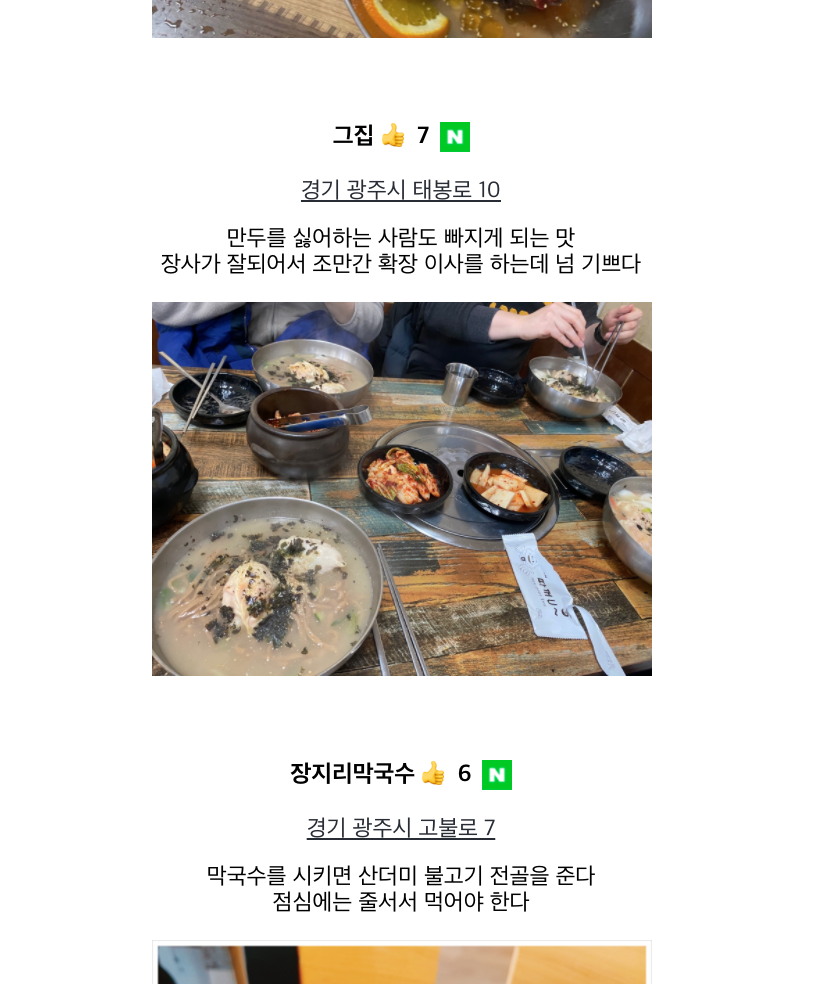 그집 👍 7 N
경기 광주시 태봉로 10
만두를 싫어하는 사람도 빠지게 되는 맛
장사가 잘되어서 조만간 확장 이사를 하는데 넘 기쁘다
장지리막국수 👍 6 N
경기 광주시 고불로 7
막국수를 시키면 산더미 불고기 전골을 준다
점심에는 줄서서 먹어야 한다